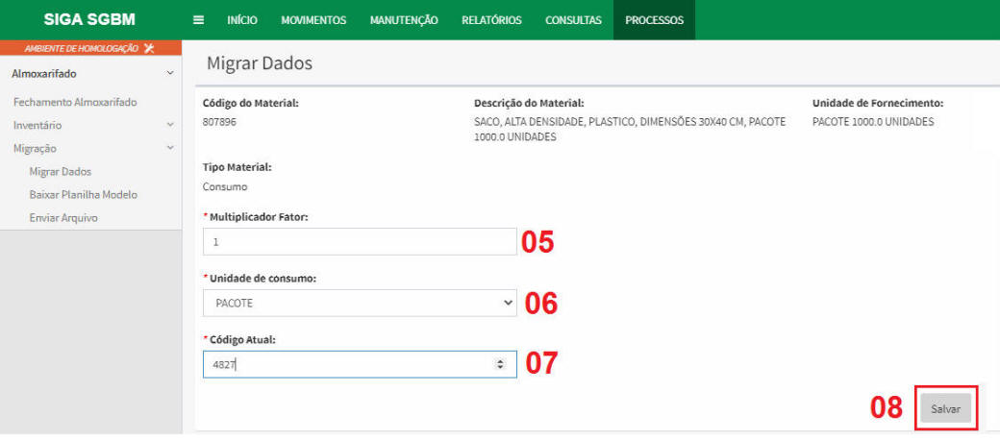 SIGA SGBM
INÍCIO MOVIMENTOS MANUTENÇÃO RELATÓRIOS CONSULTAS PROCESSOS
AMBIENTE DE HOMOLOGAÇÃO
Almoxarifado
Fechamento Almoxarifado
Inventário
Migração
Migrar Dados
Baixar Planilha Modelo
Enviar Arquivo
Migrar Dados
Código do Material:
807896
Descrição do Material:
SACO, ALTA DENSIDADE, PLASTICO, DIMENSÕES 30X40 CM, PACOTE
1000.0 UNIDADES
Unidade de Fornecimento:
PACOTE 1000.0 UNIDADES
Tipo Material:
Consumo
* Multiplicador Fator:
1 05
* Unidade de consumo:
PACOTE 06
* Código Atual:
4827 07
08 Salvar